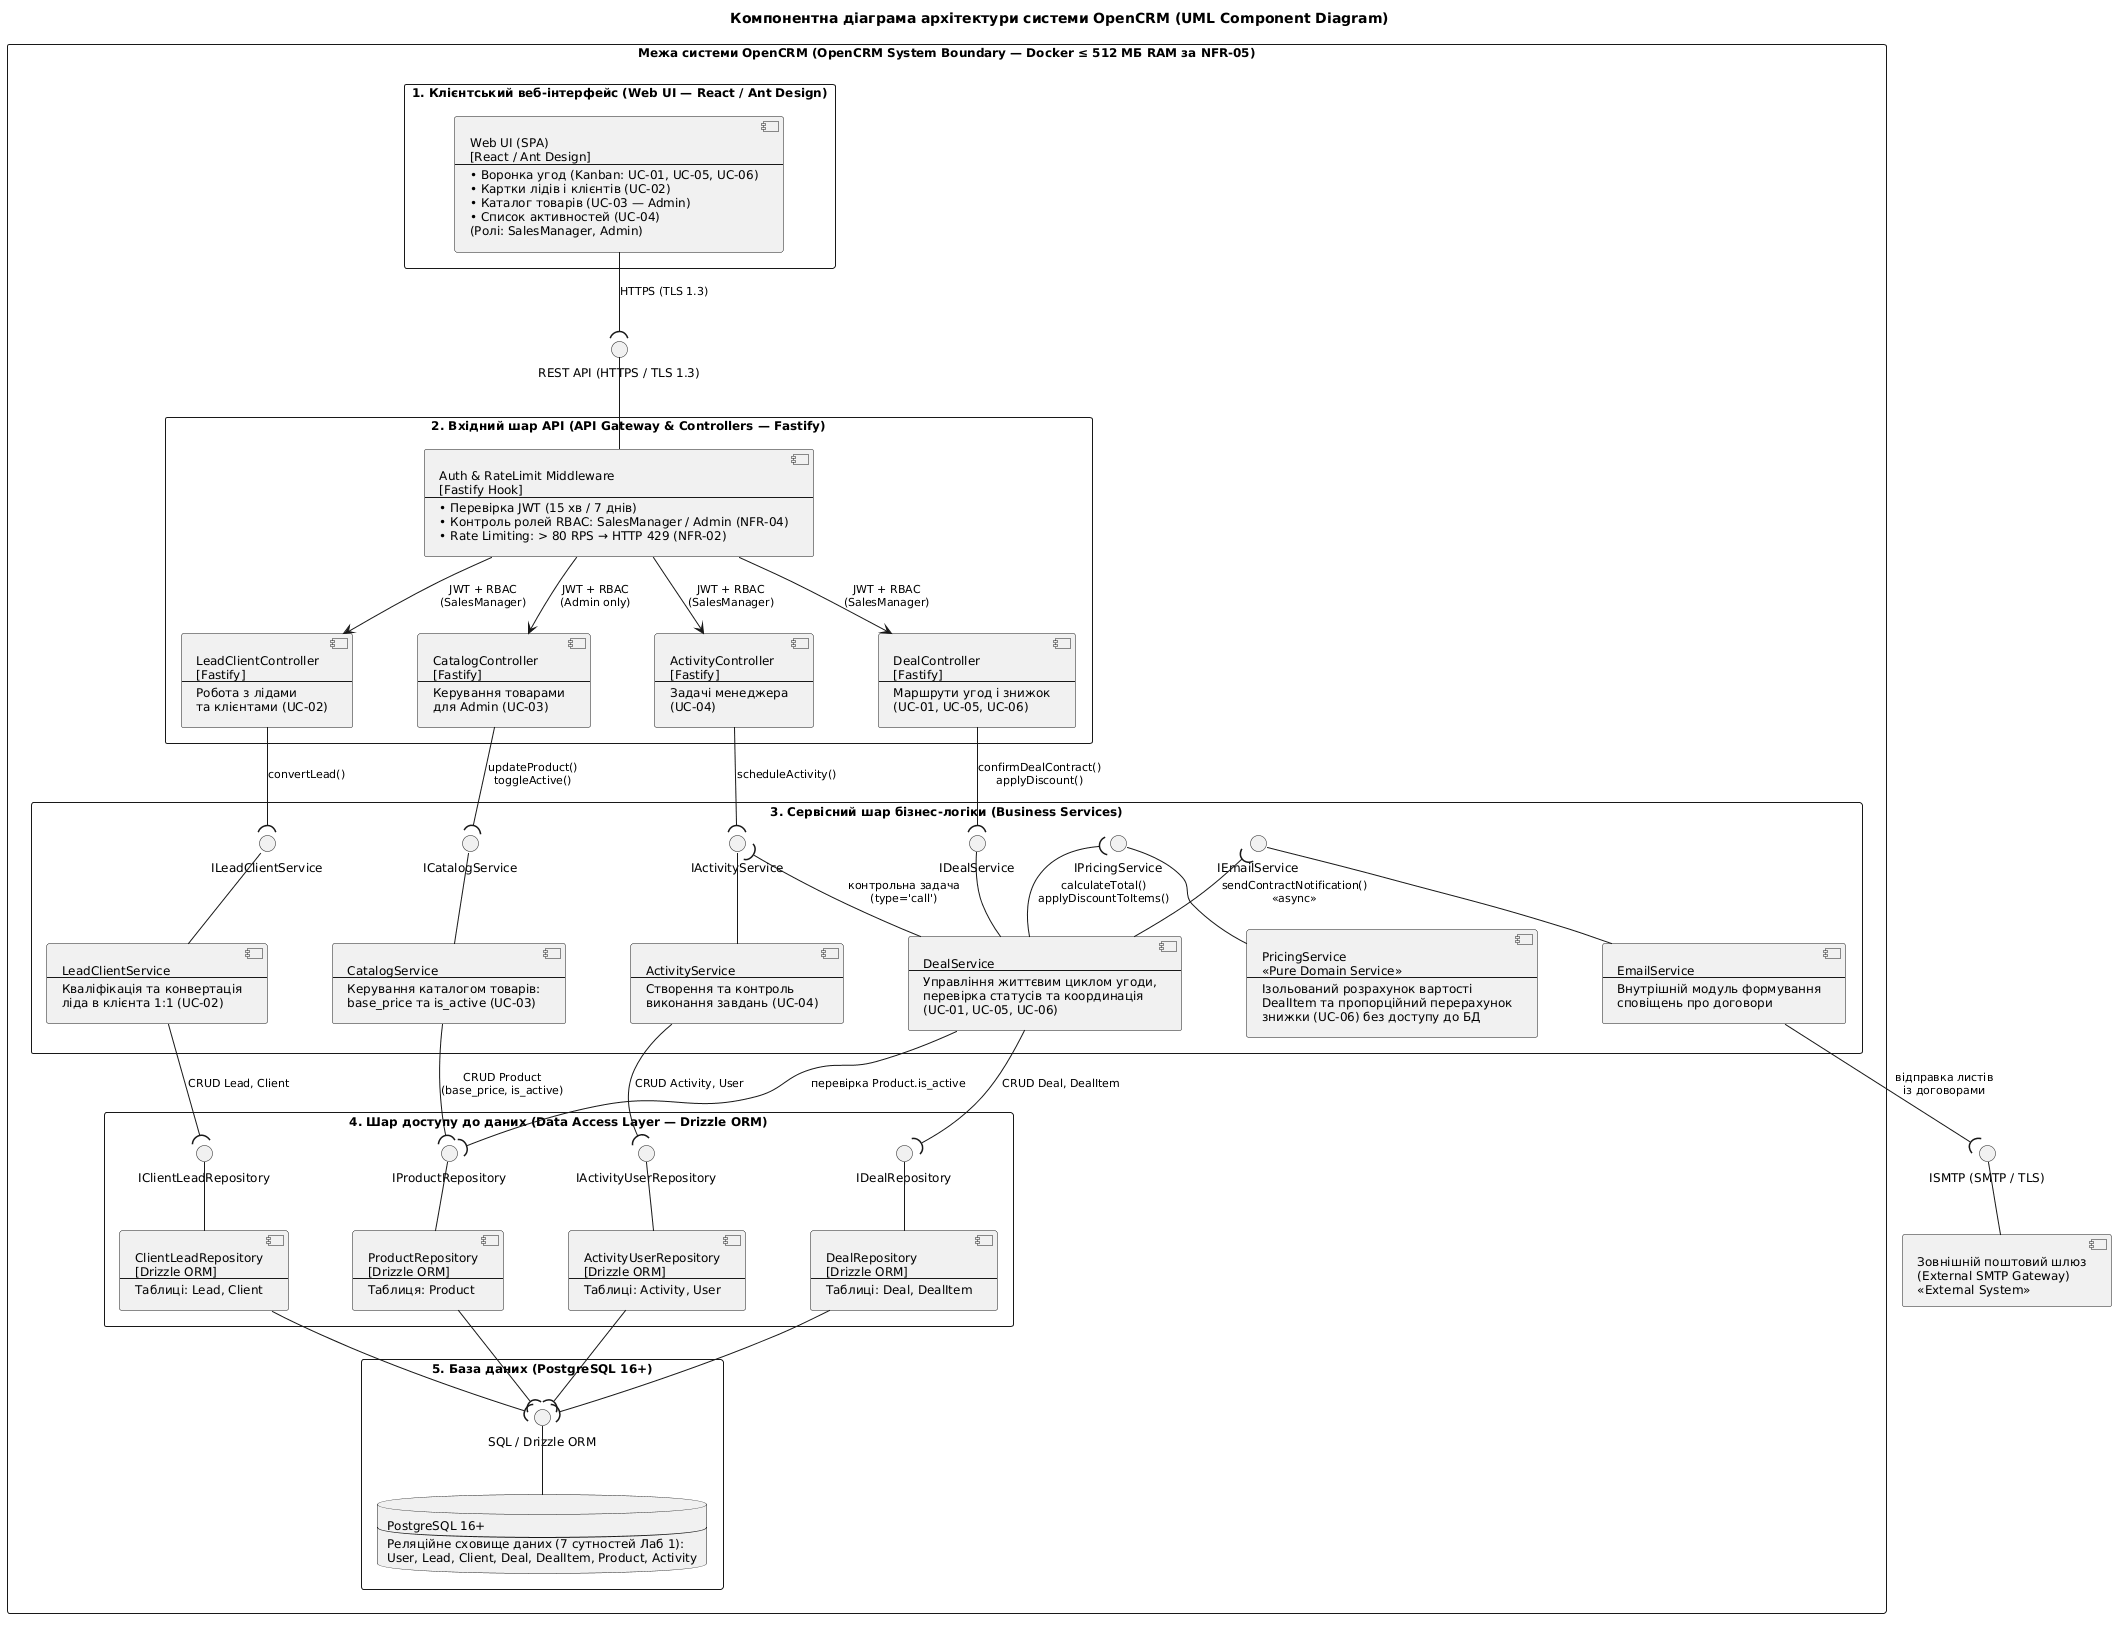 Компонентна діаграма архітектури системи OpenCRM (UML Component Diagram)
Межа системи OpenCRM (OpenCRM System Boundary — Docker ≤ 512 МБ RAM за NFR-05)
1. Клієнтський веб-інтерфейс (Web UI — React / Ant Design)
Web UI (SPA)
[React / Ant Design]
• Воронка угод (Kanban: UC-01, UC-05, UC-06)
• Картки лідів і клієнтів (UC-02)
• Каталог товарів (UC-03 — Admin)
• Список активностей (UC-04)
(Ролі: SalesManager, Admin)
HTTPS (TLS 1.3)
REST API (HTTPS / TLS 1.3)
2. Вхідний шар API (API Gateway & Controllers — Fastify)
Auth & RateLimit Middleware
[Fastify Hook]
• Перевірка JWT (15 хв / 7 днів)
• Контроль ролей RBAC: SalesManager / Admin (NFR-04)
• Rate Limiting: > 80 RPS → HTTP 429 (NFR-02)
JWT + RBAC
(SalesManager)
JWT + RBAC
(Admin only)
JWT + RBAC
(SalesManager)
JWT + RBAC
(SalesManager)
LeadClientController
[Fastify]
Робота з лідами
та клієнтами (UC-02)
CatalogController
[Fastify]
Керування товарами
для Admin (UC-03)
ActivityController
[Fastify]
Задачі менеджера
(UC-04)
DealController
[Fastify]
Маршрути угод і знижок
(UC-01, UC-05, UC-06)
convertLead()
updateProduct()
toggleActive()
scheduleActivity()
confirmDealContract()
applyDiscount()
3. Сервісний шар бізнес-логіки (Business Services)
ILeadClientService
ICatalogService
IActivityService
IDealService
IPricingService
IEmailService
контрольна задача
(type='call')
calculateTotal()
applyDiscountToItems()
sendContractNotification()
«async»
LeadClientService
Кваліфікація та конвертація
ліда в клієнта 1:1 (UC-02)
CatalogService
Керування каталогом товарів:
base_price та is_active (UC-03)
ActivityService
Створення та контроль
виконання завдань (UC-04)
DealService
Управління життєвим циклом угоди,
перевірка статусів та координація
(UC-01, UC-05, UC-06)
PricingService
«Pure Domain Service»
Ізольований розрахунок вартості
DealItem та пропорційний перерахунок
знижки (UC-06) без доступу до БД
EmailService
Внутрішній модуль формування
сповіщень про договори
CRUD Lead, Client
CRUD Product
(base_price, is_active)
CRUD Activity, User
перевірка Product.is_active
CRUD Deal, DealItem
відправка листів
із договорами
4. Шар доступу до даних (Data Access Layer — Drizzle ORM)
IClientLeadRepository
IProductRepository
IActivityUserRepository
IDealRepository
ISMTP (SMTP / TLS)
ClientLeadRepository
[Drizzle ORM]
Таблиці: Lead, Client
ProductRepository
[Drizzle ORM]
Таблиця: Product
ActivityUserRepository
[Drizzle ORM]
Таблиці: Activity, User
DealRepository
[Drizzle ORM]
Таблиці: Deal, DealItem
Зовнішній поштовий шлюз
(External SMTP Gateway)
«External System»
5. База даних (PostgreSQL 16+)
SQL / Drizzle ORM
PostgreSQL 16+
Реляційне сховище даних (7 сутностей Лаб 1):
User, Lead, Client, Deal, DealItem, Product, Activity